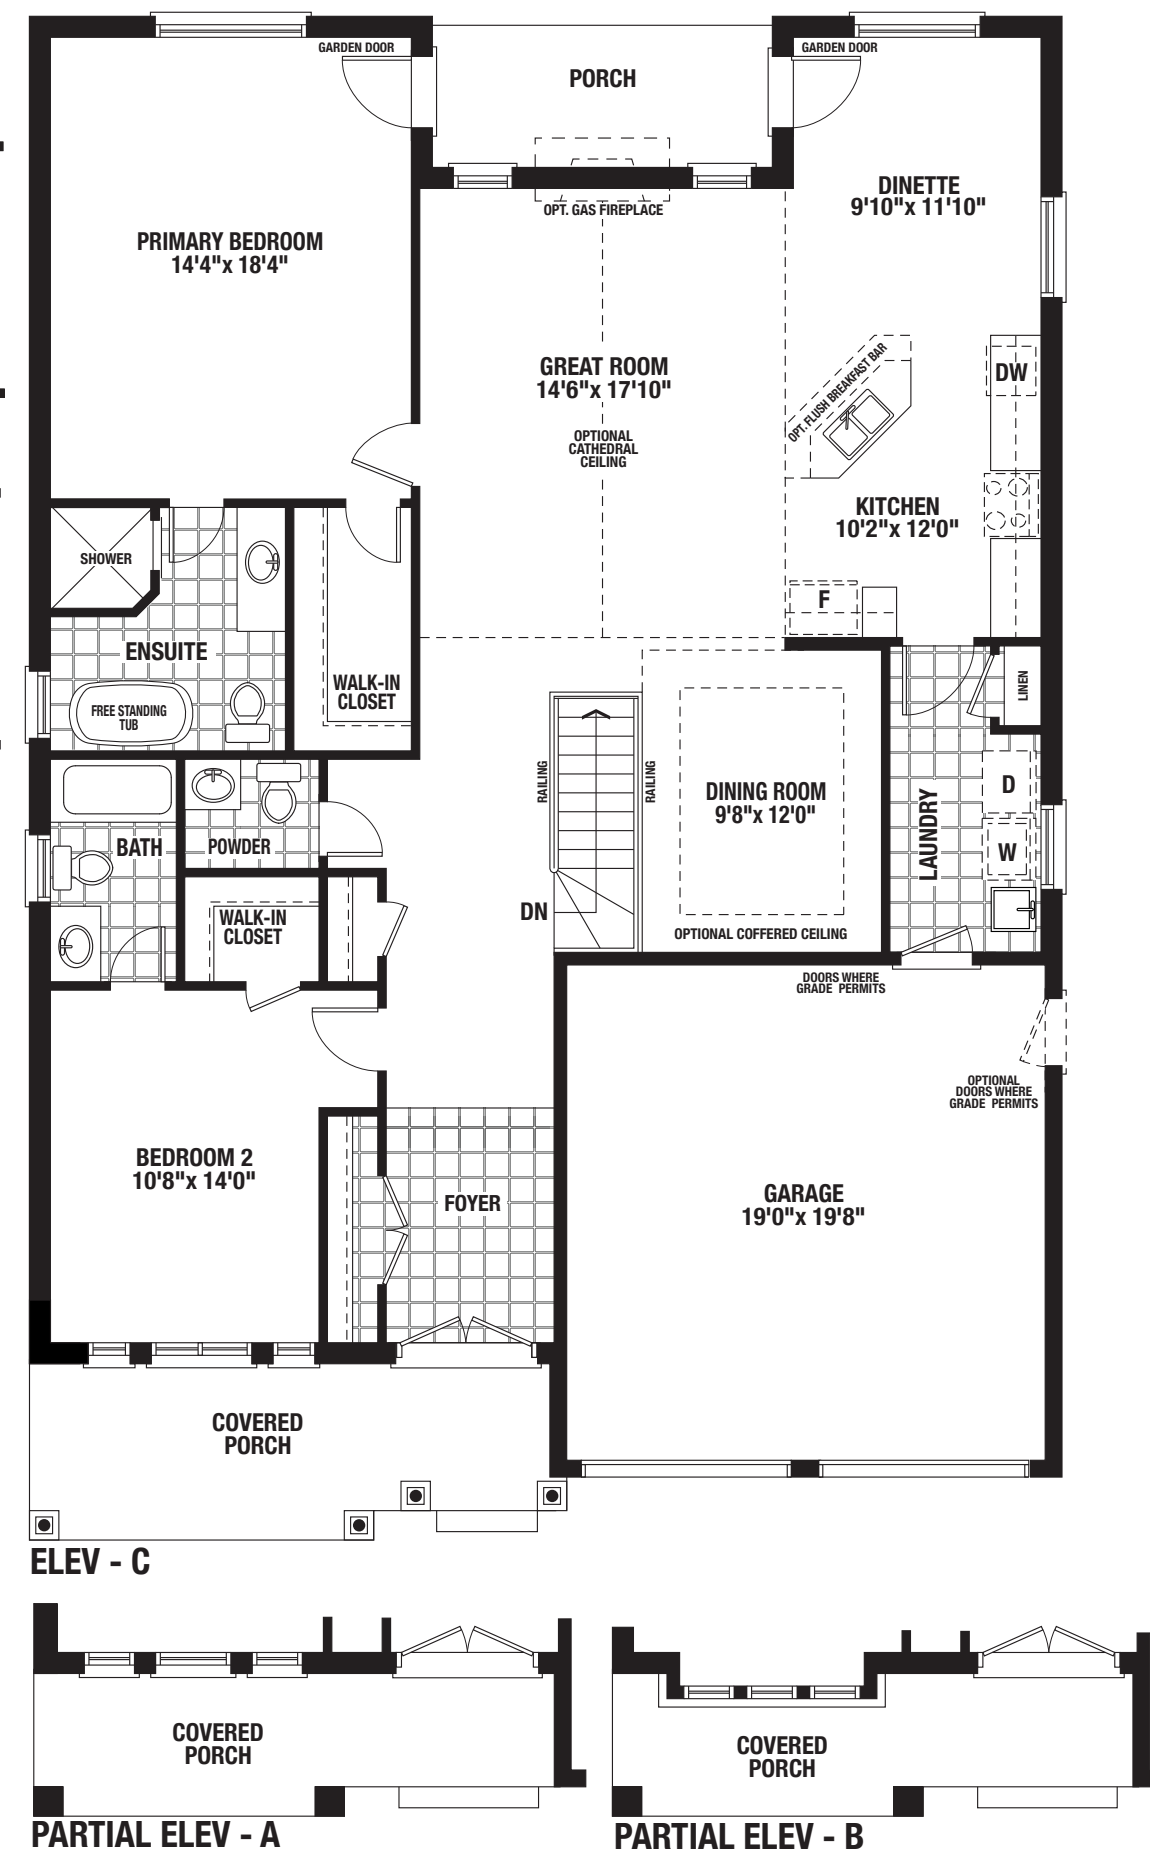 GARDEN DOOR
GARDEN DOOR
PORCH
DINETTE
9'10"x 11'10"
OPT. GAS FIREPLACE
PRIMARY BEDROOM
14'4"x 18'4"
GREAT ROOM
14'6"x 17'10"
OPT. FLUSH BREAKFAST BAR
DW
OPTIONAL
CATHEDRAL
CEILING
KITCHEN
10'2"x 12'0"
SHOWER
F
ENSUITE
WALK-IN
CLOSET
LINEN
FREE STANDING
TUB
RAILING
RAILING
DINING ROOM
9'8"x 12'0"
D
LAUNDRY
W
BATH
POWDER
WALK-IN
CLOSET
DN
OPTIONAL COFFERED CEILING
DOORS WHERE
GRADE PERMITS
OPTIONAL
DOORS WHERE
GRADE PERMITS
BEDROOM 2
10'8"x 14'0"
FOYER
GARAGE
19'0"x 19'8"
COVERED
PORCH
ELEV - C
COVERED
PORCH
PARTIAL ELEV - A
COVERED
PORCH
PARTIAL ELEV - B